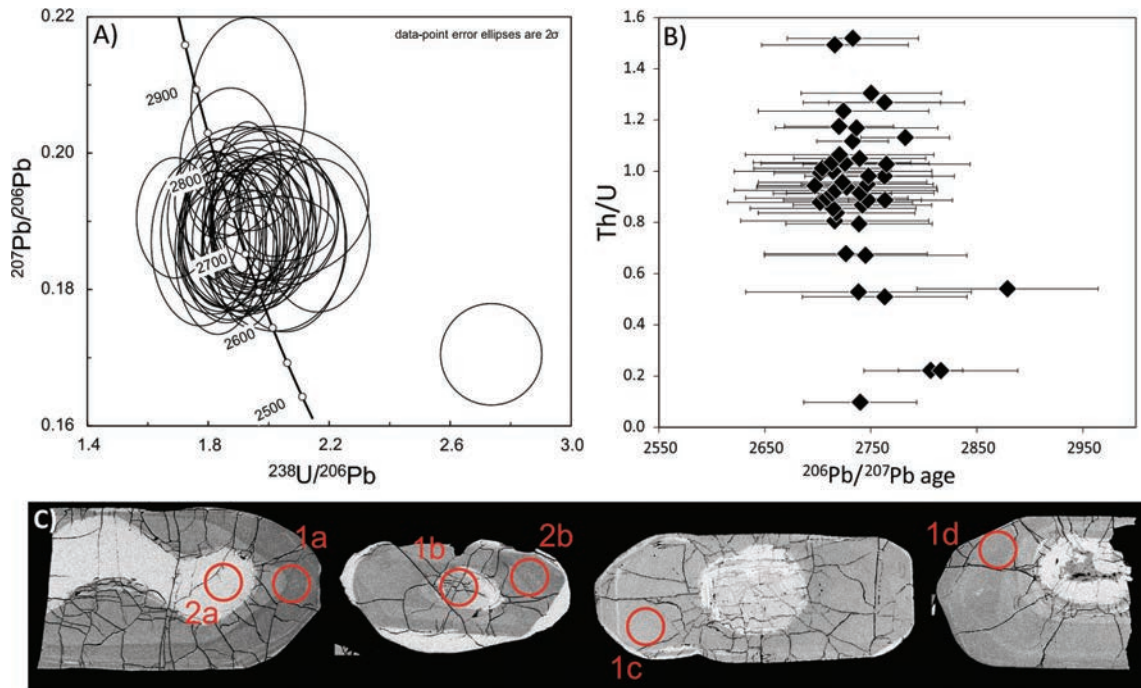 A)
data-point error ellipses are 2σ
0.22
0.20
0.18
0.16
²⁰⁷Pb/²⁰⁶Pb
2900
2800
2700
2600
2500
1.4 1.8 2.2 2.6 3.0
²³⁸U/²⁰⁶Pb
B)
1.6
1.4
1.2
1.0
0.8
0.6
0.4
0.2
0.0
Th/U
2550 2650 2750 2850 2950
²⁰⁶Pb/²⁰⁷Pb age
C)
1a
2a
1b
2b
1c
1d